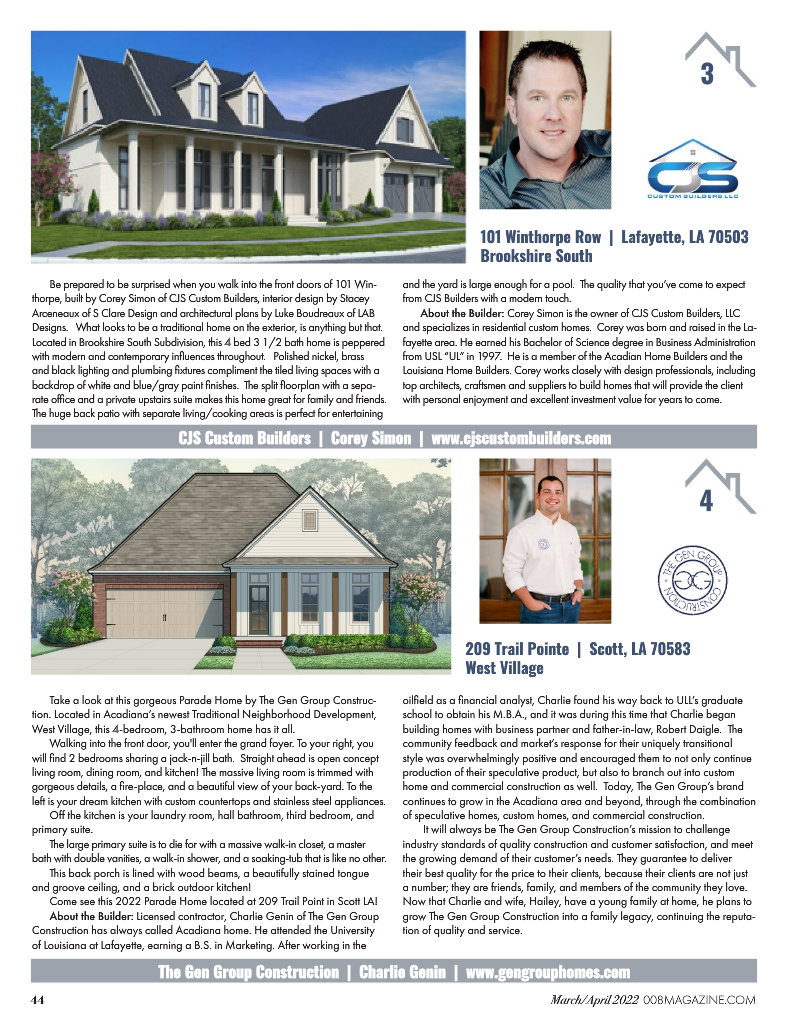 3
CJS
CUSTOM BUILDERS LLC
101 Winthorpe Row | Lafayette, LA 70503
Brookshire South
Be prepared to be surprised when you walk into the front doors of 101 Win-
thorpe, built by Corey Simon of CJS Custom Builders, interior design by Stacey
Arceneaux of S Clare Design and architectural plans by Luke Boudreaux of LAB
Designs. What looks to be a traditional home on the exterior, is anything but that.
Located in Brookshire South Subdivision, this 4 bed 3 1/2 bath home is peppered
with modern and contemporary influences throughout. Polished nickel, brass
and black lighting and plumbing fixtures compliment the tiled living spaces with a
backdrop of white and blue/gray paint finishes. The split floorplan with a sepa-
rate office and a private upstairs suite makes this home great for family and friends.
The huge back patio with separate living/cooking areas is perfect for entertaining
and the yard is large enough for a pool. The quality that you've come to expect
from CJS Builders with a modern touch.
About the Builder: Corey Simon is the owner of CJS Custom Builders, LLC
and specializes in residential custom homes. Corey was born and raised in the La-
fayette area. He earned his Bachelor of Science degree in Business Administration
from USL "UL" in 1997. He is a member of the Acadian Home Builders and the
Louisiana Home Builders. Corey works closely with design professionals, including
top architects, craftsmen and suppliers to build homes that will provide the client
with personal enjoyment and excellent investment value for years to come.
CJS Custom Builders | Corey Simon | www.cjscustombuilders.com
4
THE GEN GROUP
GG
CONSTRUCTION
209 Trail Pointe | Scott, LA 70583
West Village
Take a look at this gorgeous Parade Home by The Gen Group Construc-
tion. Located in Acadiana's newest Traditional Neighborhood Development,
West Village, this 4-bedroom, 3-bathroom home has it all.
Walking into the front door, you'll enter the grand foyer. To your right, you
will find 2 bedrooms sharing a jack-n-jill bath. Straight ahead is open concept
living room, dining room, and kitchen! The massive living room is trimmed with
gorgeous details, a fire-place, and a beautiful view of your back-yard. To the
left is your dream kitchen with custom countertops and stainless steel appliances.
Off the kitchen is your laundry room, hall bathroom, third bedroom, and
primary suite.
The large primary suite is to die for with a massive walk-in closet, a master
bath with double vanities, a walk-in shower, and a soaking-tub that is like no other.
This back porch is lined with wood beams, a beautifully stained tongue
and groove ceiling, and a brick outdoor kitchen!
Come see this 2022 Parade Home located at 209 Trail Point in Scott LA!
About the Builder: Licensed contractor, Charlie Genin of The Gen Group
Construction has always called Acadiana home. He attended the University
of Louisiana at Lafayette, earning a B.S. in Marketing. After working in the
oilfield as a financial analyst, Charlie found his way back to ULL's graduate
school to obtain his M.B.A., and it was during this time that Charlie began
building homes with business partner and father-in-law, Robert Daigle. The
community feedback and market's response for their uniquely transitional
style was overwhelmingly positive and encouraged them to not only continue
production of their speculative product, but also to branch out into custom
home and commercial construction as well. Today, The Gen Group's brand
continues to grow in the Acadiana area and beyond, through the combination
of speculative homes, custom homes, and commercial construction.
It will always be The Gen Group Construction's mission to challenge
industry standards of quality construction and customer satisfaction, and meet
the growing demand of their customer's needs. They guarantee to deliver
their best quality for the price to their clients, because their clients are not just
a number; they are friends, family, and members of the community they love.
Now that Charlie and wife, Hailey, have a young family at home, he plans to
grow The Gen Group Construction into a family legacy, continuing the reputa-
tion of quality and service.
The Gen Group Construction | Charlie Genin | www.gengrouphomes.com
44
March/April 2022 008MAGAZINE.COM